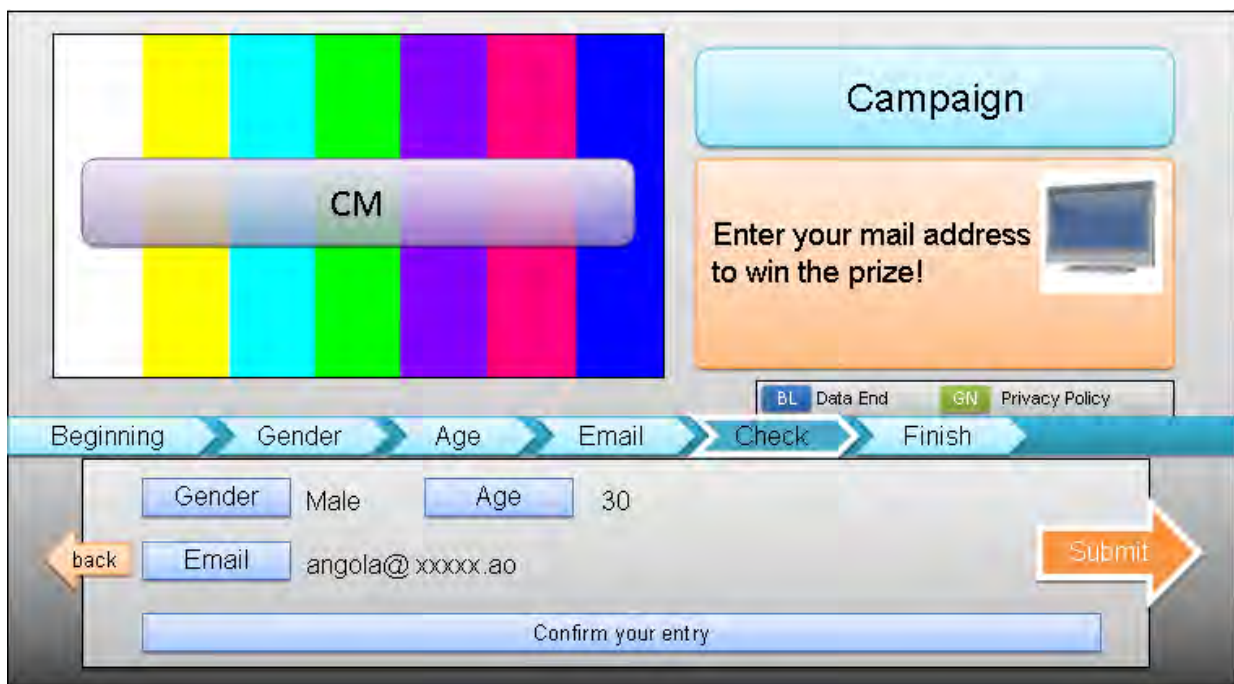 CM
Campaign
Enter your mail address
to win the prize!
BL Data End GN Privacy Policy
Beginning Gender Age Email Check Finish
Gender Male Age 30
back Email angola@ xxxxx.ao Submit
Confirm your entry